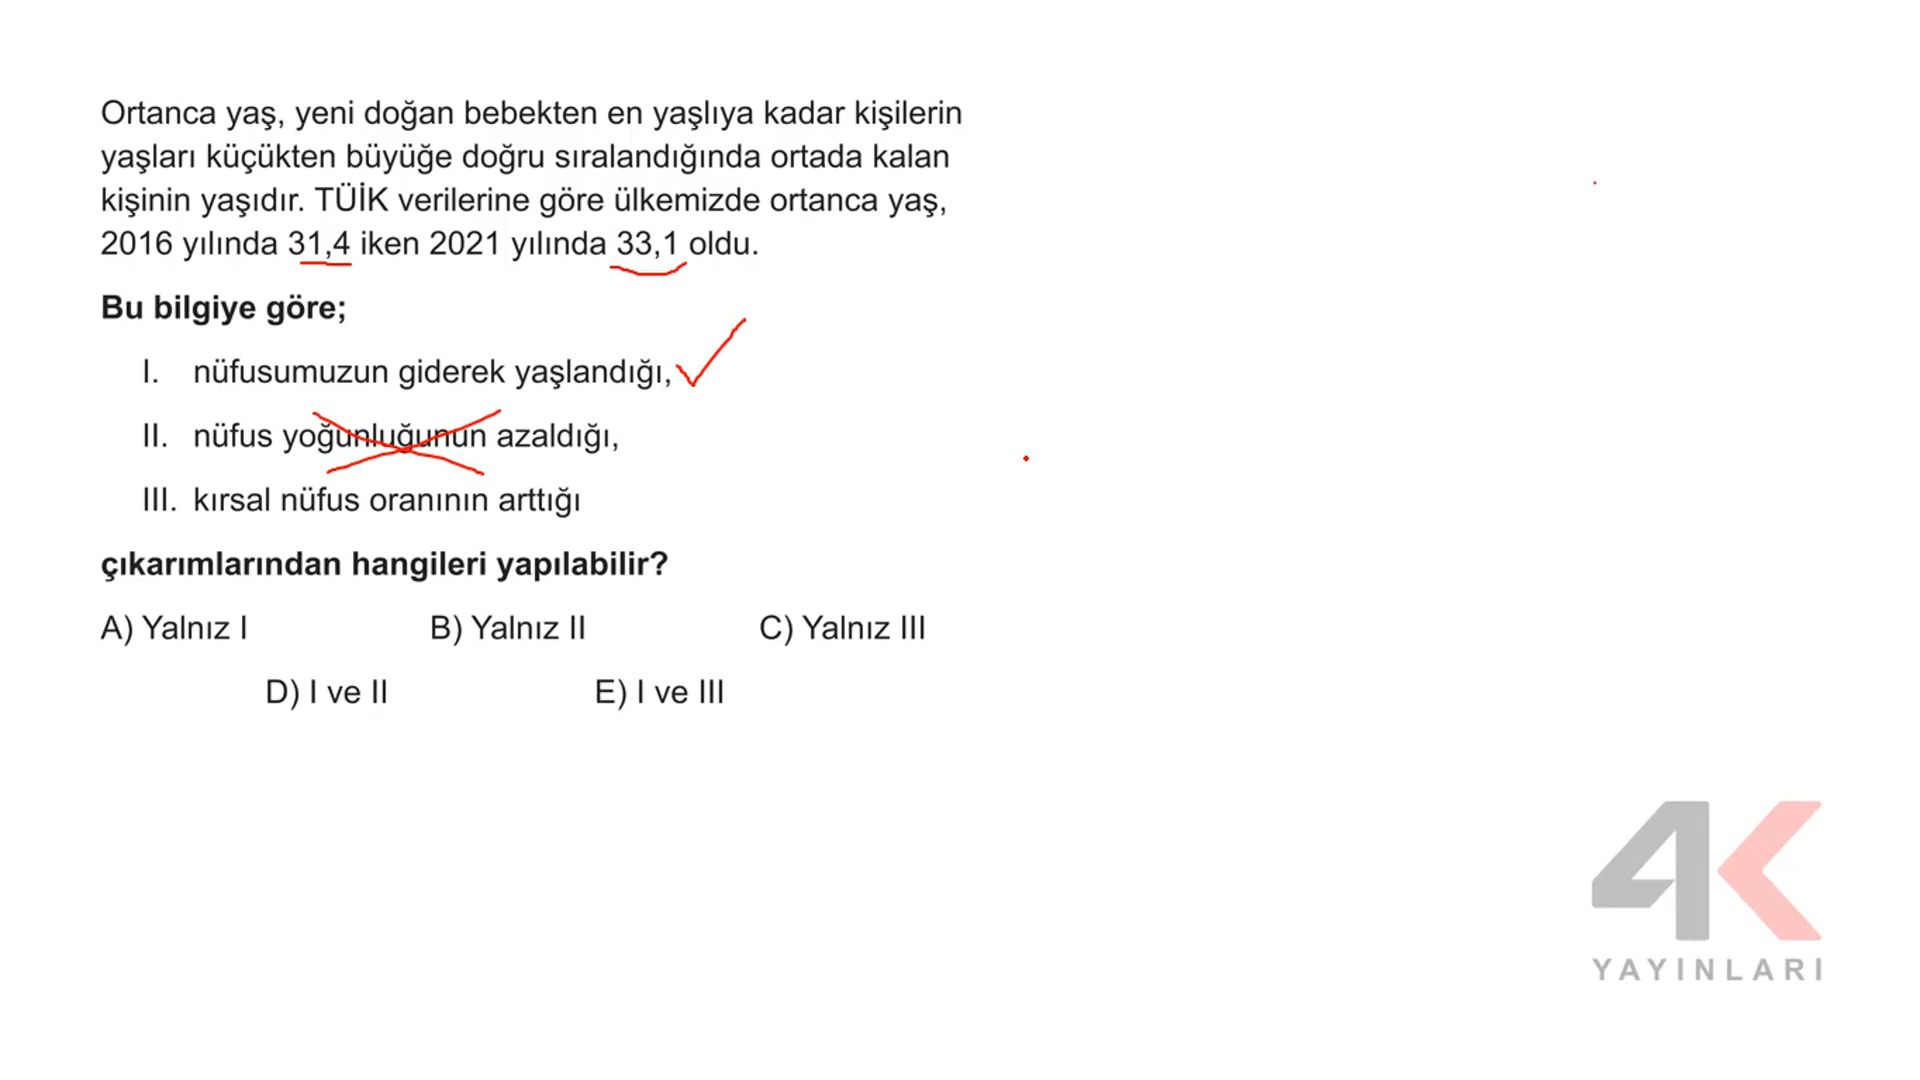 Ortanca yaş, yeni doğan bebekten en yaşlıya kadar kişilerin
yaşları küçükten büyüğe doğru sıralandığında ortada kalan
kişinin yaşıdır. TÜİK verilerine göre ülkemizde ortanca yaş,
2016 yılında 31,4 iken 2021 yılında 33,1 oldu.
Bu bilgiye göre;
I. nüfusumuzun giderek yaşlandığı,
II. nüfus yoğunluğunun azaldığı,
III. kırsal nüfus oranının arttığı
çıkarımlarından hangileri yapılabilir?
A) Yalnız I B) Yalnız II C) Yalnız III
D) I ve II E) I ve III
4K
YAYINLARI